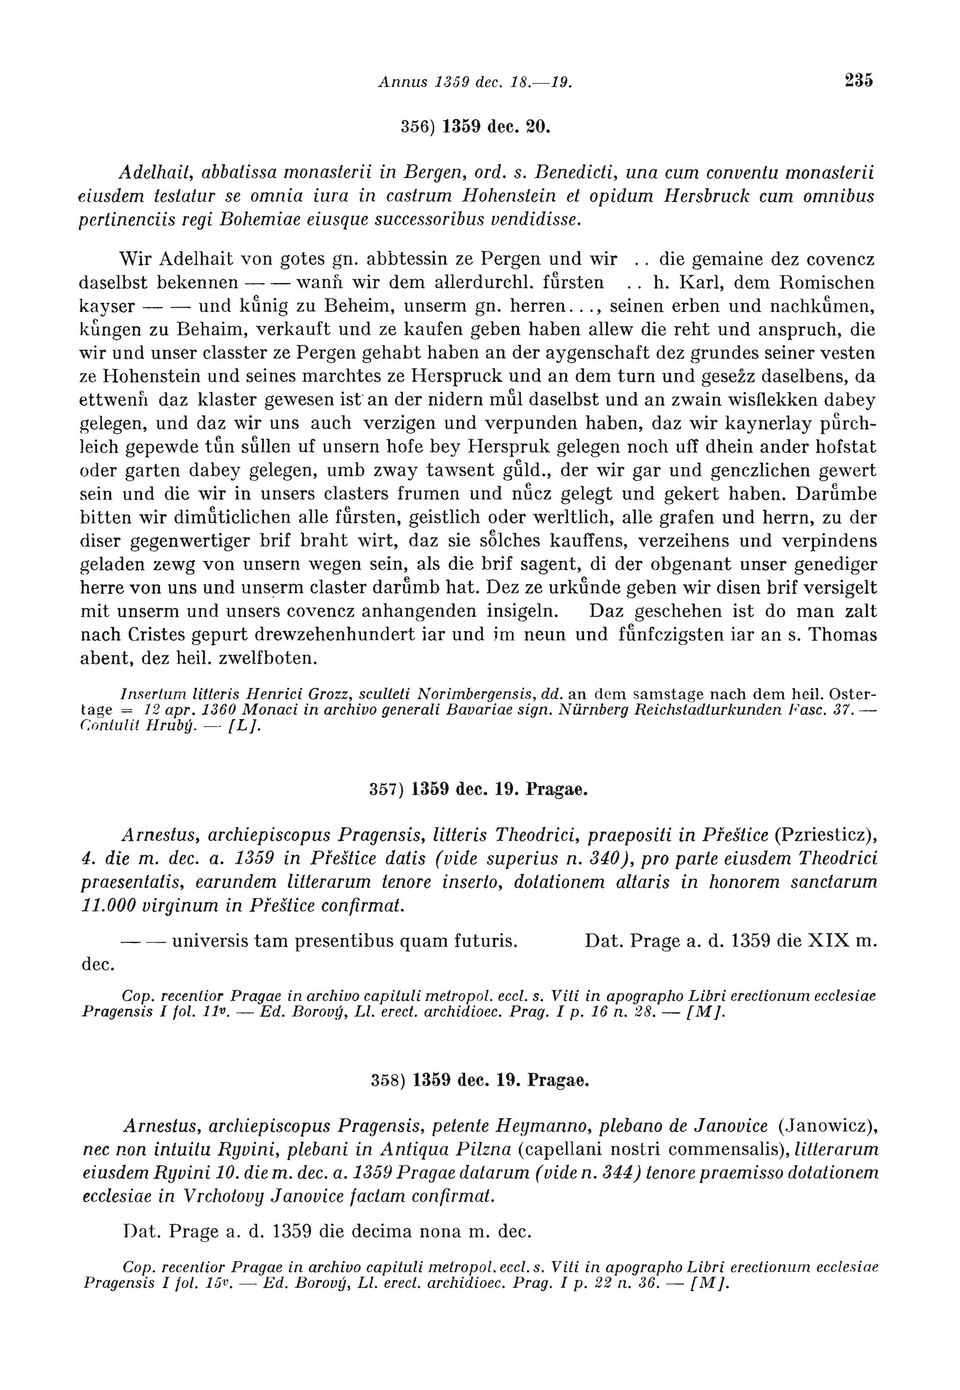 Annus 1359 dec. 18.—19. 235
356) 1359 dec. 20.
Adelhait, abbatissa monasterii in Bergen, ord. s. Benedicti, una cum conventu monasterii
eiusdem testatur se omnia iura in castrum Hohenstein et opidum Hersbruck cum omnibus
pertinenciis regi Bohemiae eiusque successoribus vendidisse.
Wir Adelhait von gotes gn. abbtessin ze Pergen und wir . . die gemaine dez covencz
daselbst bekennen — — wann̄ wir dem allerdurchl. fůrsten . . h. Karl, dem Romischen
kayser — — und kůnig zu Beheim, unserm gn. herren. . ., seinen erben und nachkůmen,
kůngen zu Behaim, verkauft und ze kaufen geben haben allew die reht und anspruch, die
wir und unser classter ze Pergen gehabt haben an der aygenschaft dez grundes seiner vesten
ze Hohenstein und seines marchtes ze Herspruck und an dem turn und gesežz daselbens, da
ettwenn̄ daz klaster gewesen ist an der nidern můl daselbst und an zwain wisflekken dabey
gelegen, und daz wir uns auch verzigen und verpunden haben, daz wir kaynerlay půrch-
leich gepewde tůn sůllen uf unsern hofe bey Herspruk gelegen noch uff dhein ander hofstat
oder garten dabey gelegen, umb zway tawsent gůld., der wir gar und genczlichen gewert
sein und die wir in unsers clasters frumen und nůcz gelegt und gekert haben. Darůmbe
bitten wir dimůticlichen alle fůrsten, geistlich oder werltlich, alle grafen und herrn, zu der
diser gegenwertiger brif braht wirt, daz sie sőlches kauffens, verzeihens und verpindens
geladen zewg von unsern wegen sein, als die brif sagent, di der obgenant unser genediger
herre von uns und unserm claster darůmb hat. Dez ze urkůnde geben wir disen brif versigelt
mit unserm und unsers covencz anhangenden insigeln. Daz geschehen ist do man zalt
nach Cristes gepurt drewzehenhundert iar und im neun und fůnfczigsten iar an s. Thomas
abent, dez heil. zwelfboten.
Insertum litteris Henrici Grozz, sculteti Norimbergensis, dd. an dem samstage nach dem heil. Oster-
tage = 12 apr. 1360 Monaci in archivo generali Bavariae sign. Nürnberg Reichstadturkunden Fasc. 37. —
Contulit Hrubý. — [L].
357) 1359 dec. 19. Pragae.
Arnestus, archiepiscopus Pragensis, litteris Theodrici, praepositi in Přeštice (Pzriesticz),
4. die m. dec. a. 1359 in Přeštice datis (vide superius n. 340), pro parte eiusdem Theodrici
praesentatis, earundem litterarum tenore inserto, dotationem altaris in honorem sanctarum
11.000 virginum in Přeštice confirmat.
— — universis tam presentibus quam futuris. Dat. Prage a. d. 1359 die XIX m.
dec.
Cop. recentior Pragae in archivo capituli metropol. eccl. s. Viti in apographo Libri erectionum ecclesiae
Pragensis I fol. 11v. — Ed. Borový, Ll. erect. archidioec. Prag. I p. 16 n. 28. — [M].
358) 1359 dec. 19. Pragae.
Arnestus, archiepiscopus Pragensis, petente Heymanno, plebano de Janovice (Janowicz),
nec non intuitu Ryvini, plebani in Antiqua Pilzna (capellani nostri commensalis), litterarum
eiusdem Ryvini 10. die m. dec. a. 1359 Pragae datarum (vide n. 344) tenore praemisso dotationem
ecclesiae in Vrchotovy Janovice factam confirmat.
Dat. Prage a. d. 1359 die decima nona m. dec.
Cop. recentior Pragae in archivo capituli metropol. eccl. s. Viti in apographo Libri erectionum ecclesiae
Pragensis I fol. 15v. — Ed. Borový, Ll. erect. archidioec. Prag. I p. 22 n. 36. — [M].